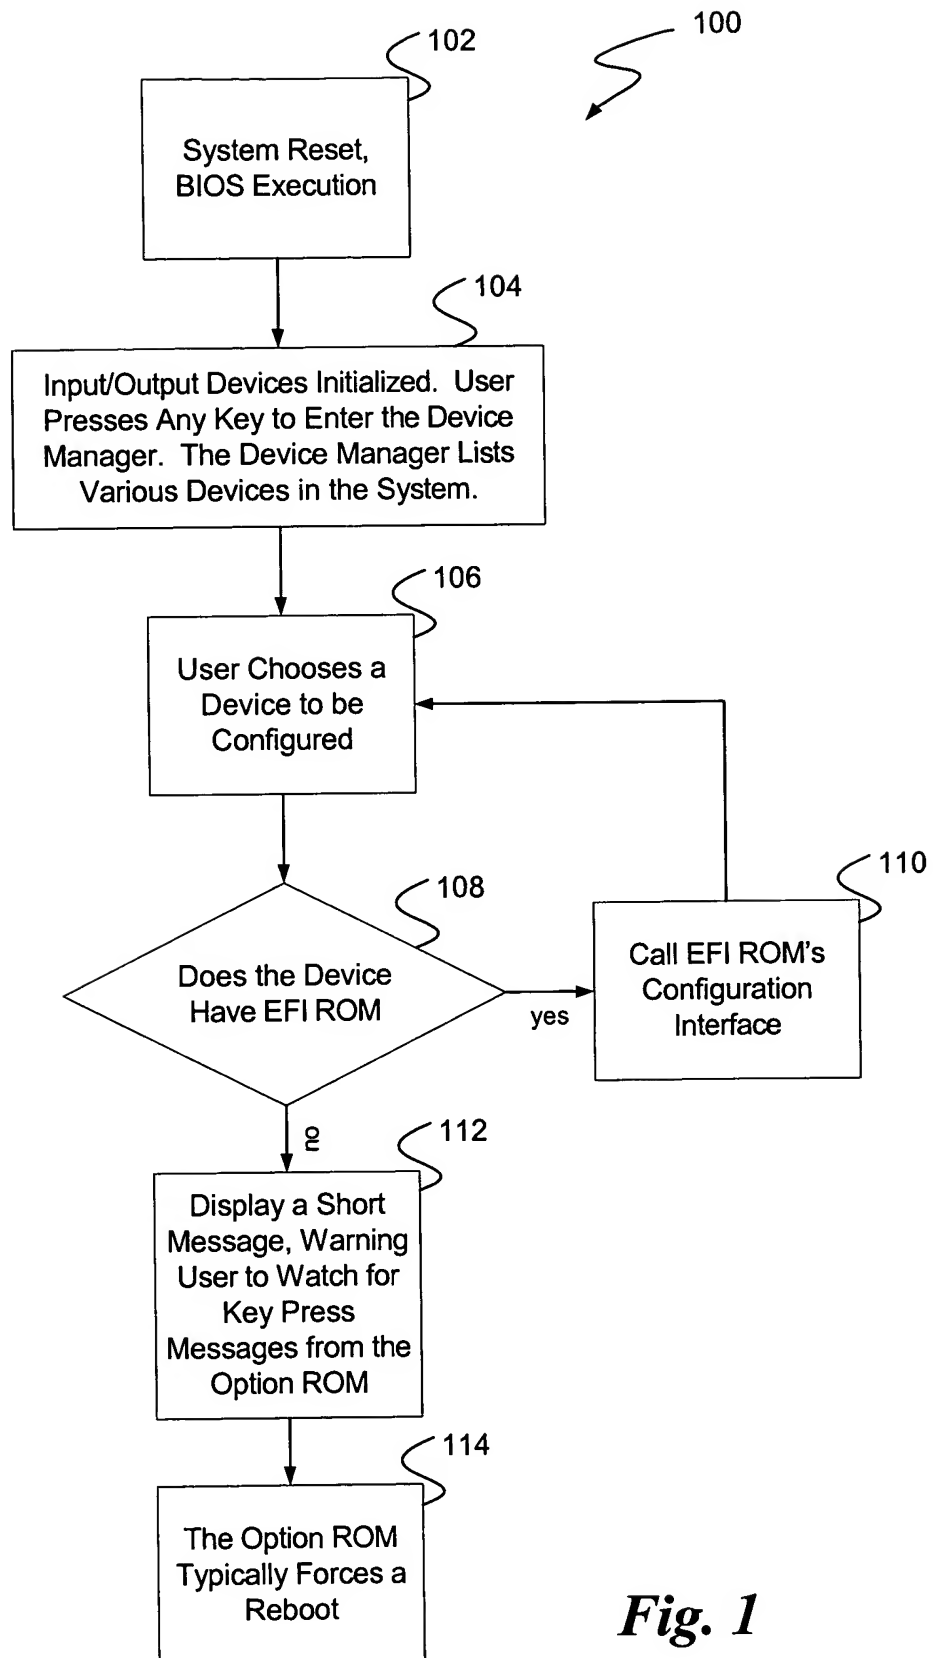 100
102
System Reset,
BIOS Execution
104
Input/Output Devices Initialized.  User
Presses Any Key to Enter the Device
Manager.  The Device Manager Lists
Various Devices in the System.
106
User Chooses a
Device to be
Configured
108
Does the Device
Have EFI ROM
yes
110
Call EFI ROM's
Configuration
Interface
no
112
Display a Short
Message, Warning
User to Watch for
Key Press
Messages from the
Option ROM
114
The Option ROM
Typically Forces a
Reboot
Fig. 1